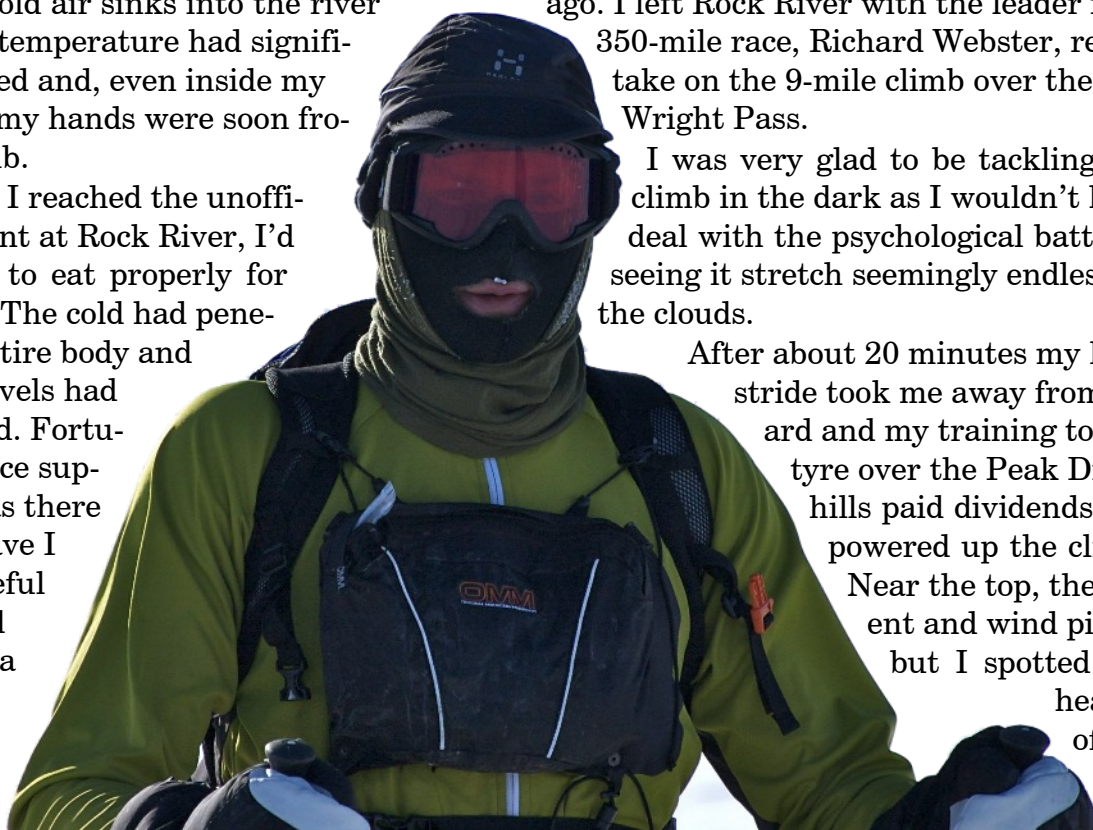 old air sinks into the river
temperature had signifi-
ed and, even inside my
my hands were soon fro-
b.
I reached the unoffi-
nt at Rock River, I’d
to eat properly for
The cold had pene-
tire body and
vels had
d. Fortu-
ce sup-
s there
ve I
eful
a
ago. I left Rock River with the leader
350-mile race, Richard Webster, re
take on the 9-mile climb over the
Wright Pass.
I was very glad to be tackling
climb in the dark as I wouldn’t
deal with the psychological batt
seeing it stretch seemingly endles
the clouds.
After about 20 minutes my
stride took me away from
ard and my training to
tyre over the Peak D
hills paid dividends
powered up the cl
Near the top, the
ent and wind pi
but I spotted
hea
of
OMM
OMM